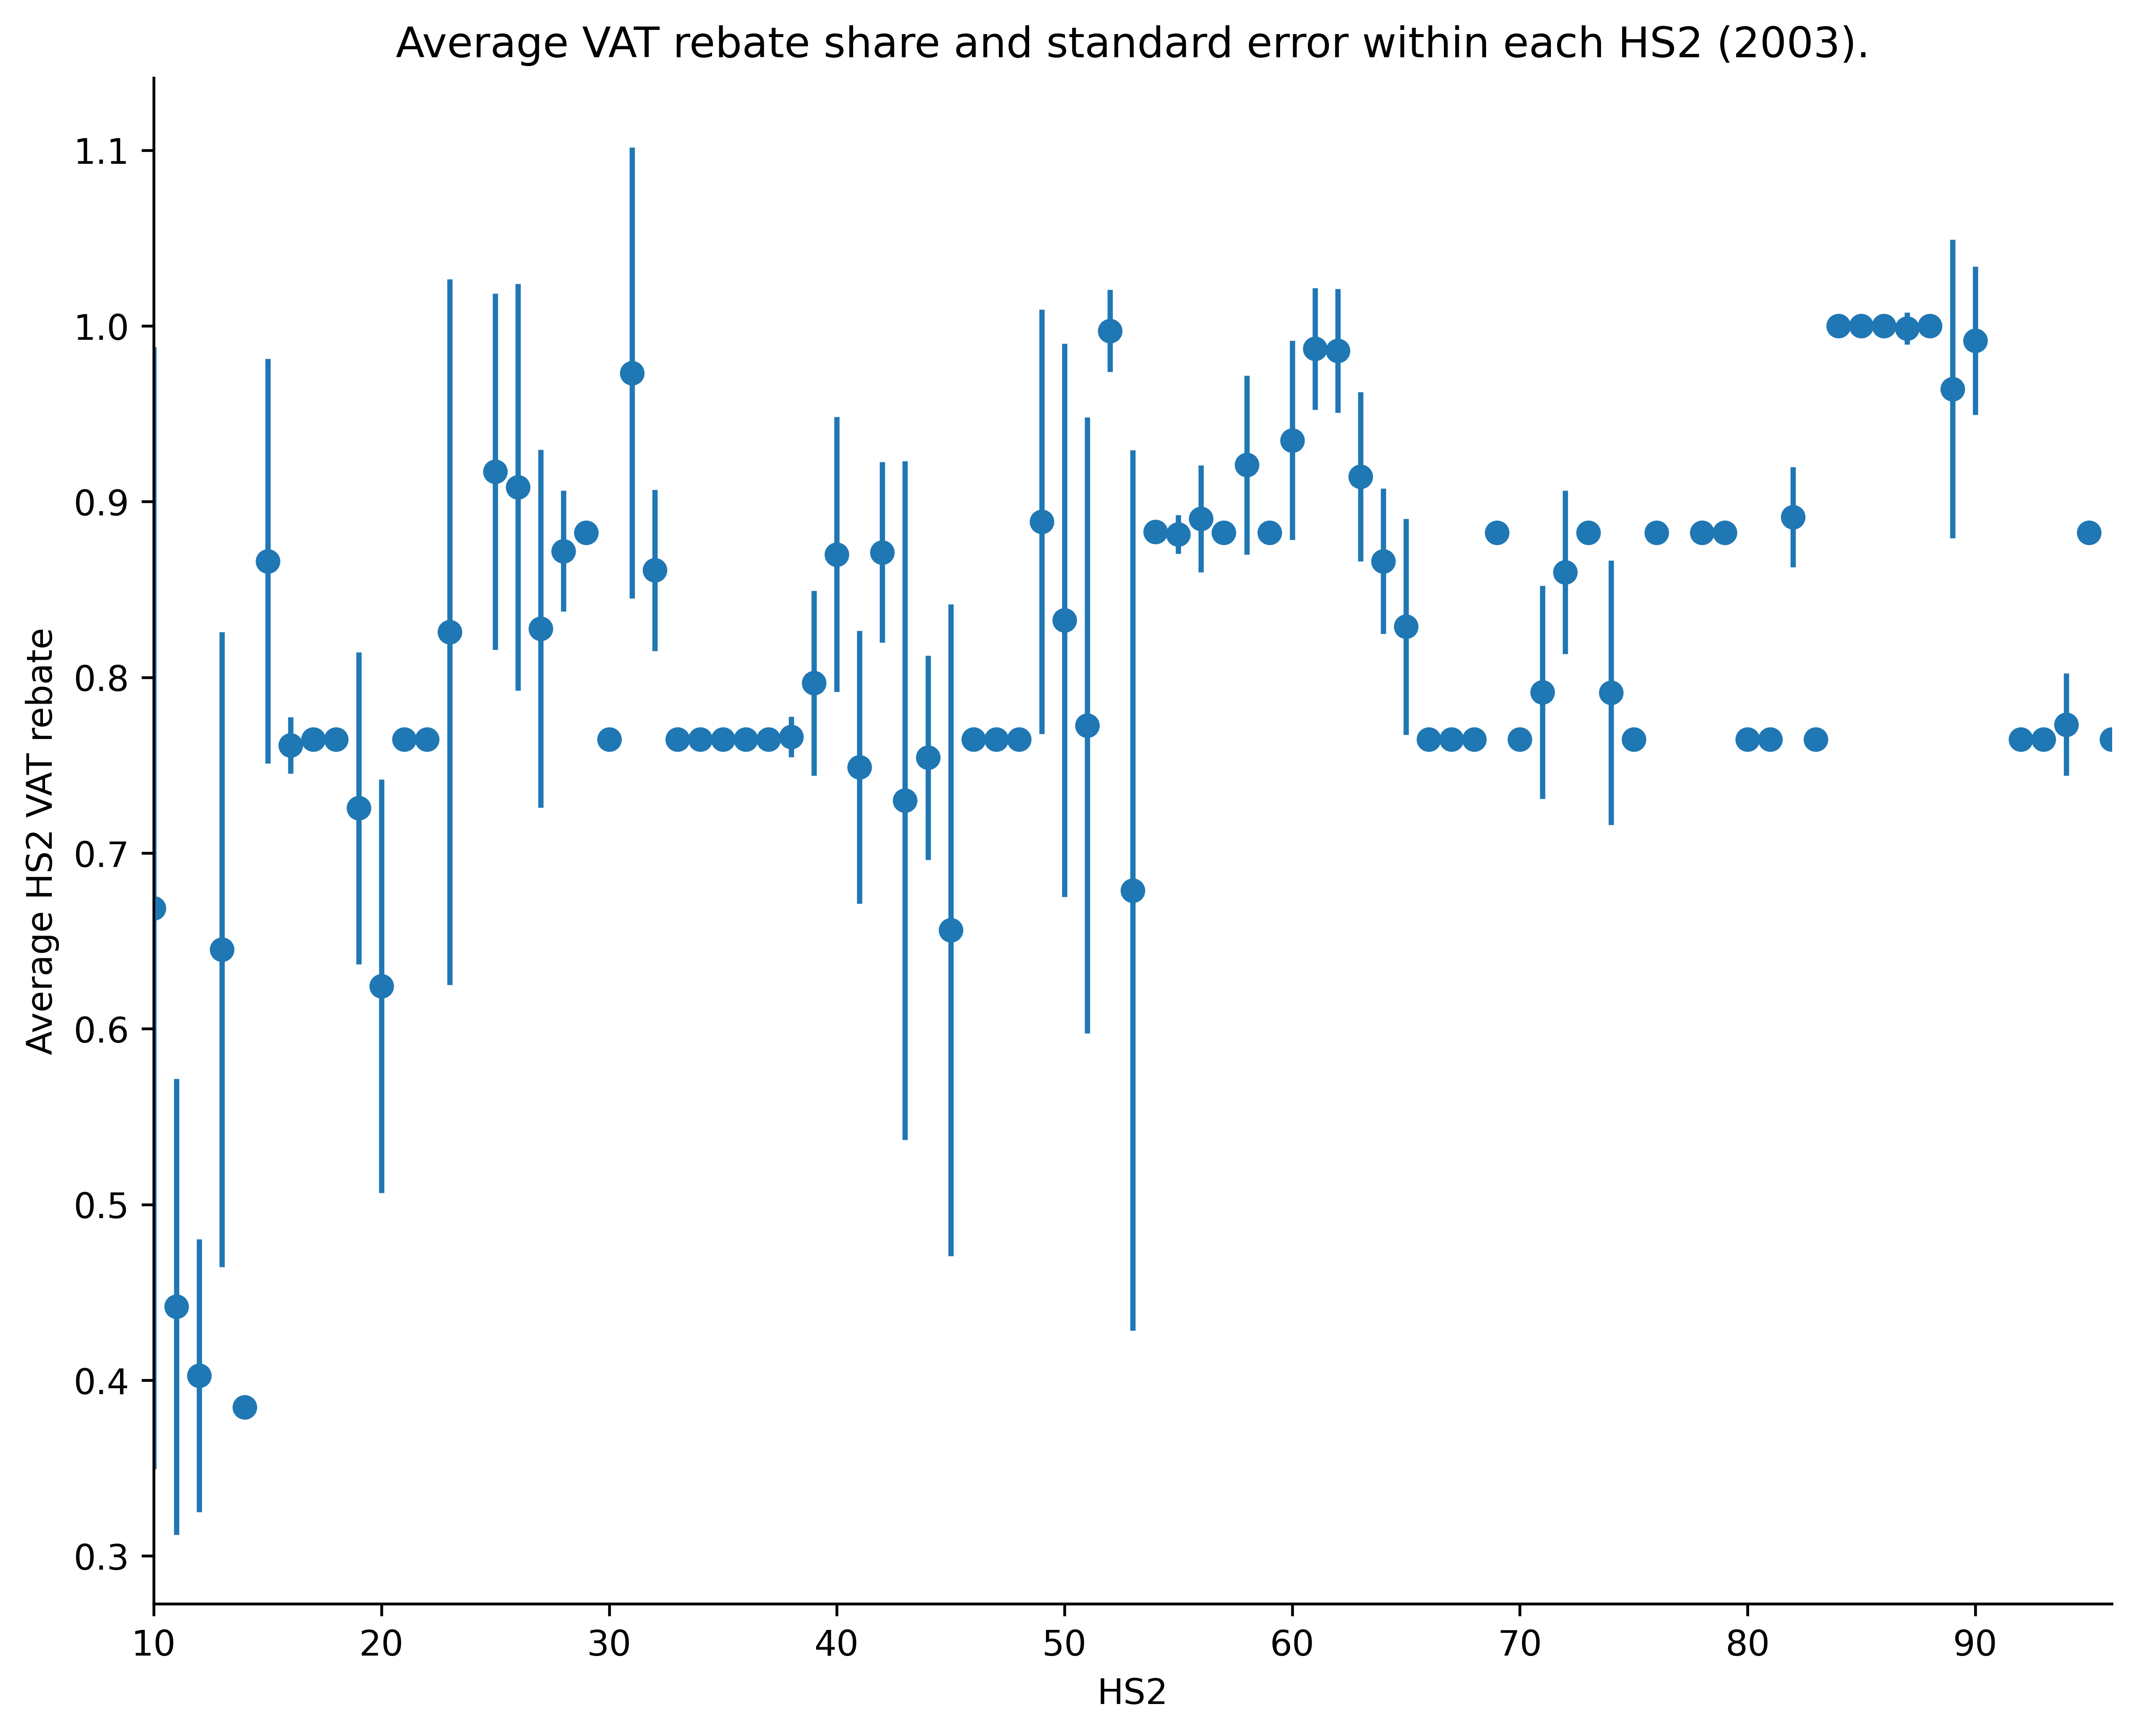 Average VAT rebate share and standard error within each HS2 (2003).
Average HS2 VAT rebate
1.1
1.0
0.9
0.8
0.7
0.6
0.5
0.4
0.3
10 20 30 40 50 60 70 80 90
HS2